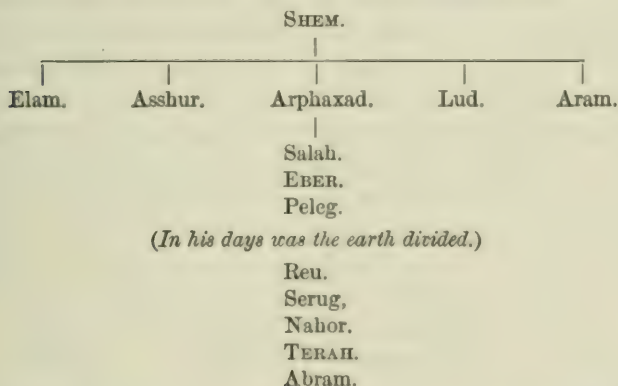 SHEM.
Elam. Asshur. Arphaxad. Lud. Aram.
Salah.
EBER.
Peleg.
(In his days was the earth divided.)
Reu.
Serug,
Nahor.
TERAH.
Abram.